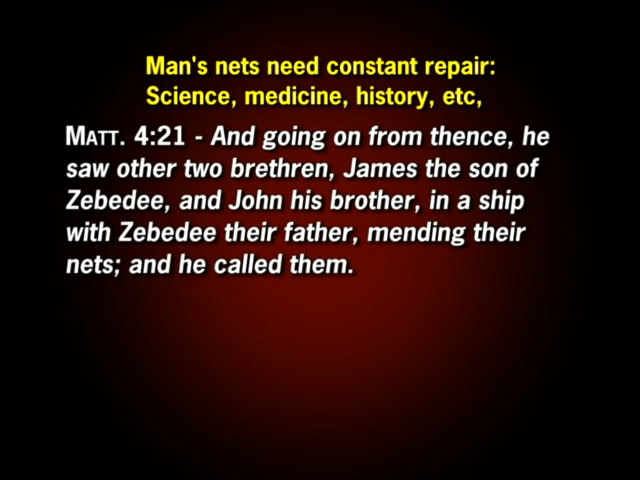 Man's nets need constant repair:
Science, medicine, history, etc,
MATT. 4:21 - And going on from thence, he
saw other two brethren, James the son of
Zebedee, and John his brother, in a ship
with Zebedee their father, mending their
nets; and he called them.